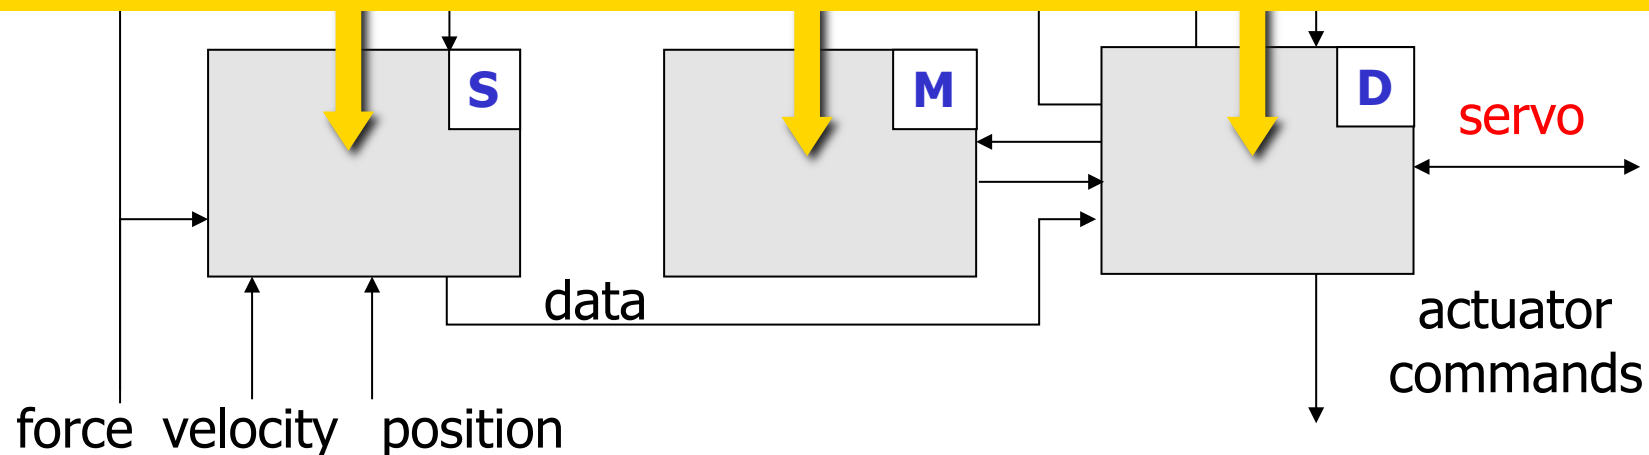 S
M
D
servo
data
actuator
commands
force velocity position